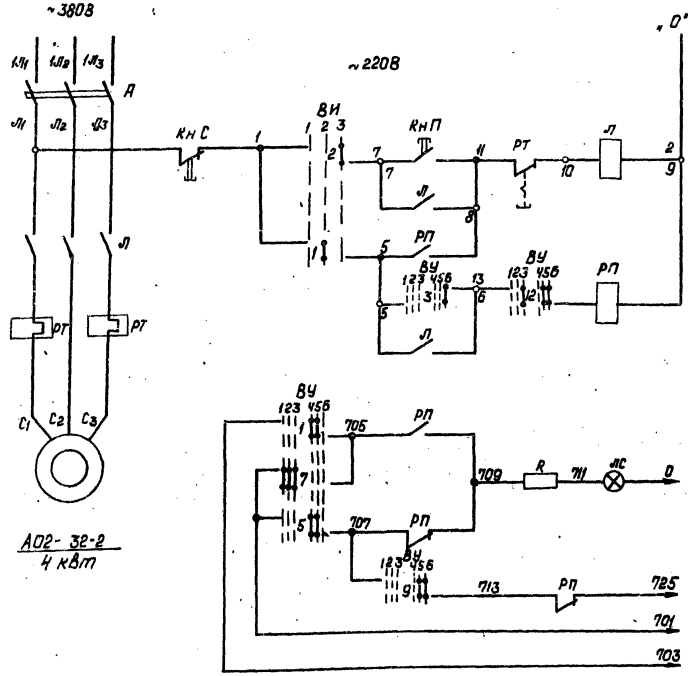 ~380В
„ 0"
1Л1 1Л2 1Л3
А
~220В
Л1 Л2 Л3
КнС
1
ВИ
1 2 3
2
7
7
КнП
11
РТ
10
Л
2
9
Л
8
1
5
РП
ВУ
123 456
5
3
13
6
ВУ
123 456
12
РП
Л
Л
РТ РТ
С1 С2 С3
АО2- 32-2
4 кВт
ВУ
123 456
1
705
РП
7
709
R
711
ЛС
0
5
707
РП
ВУ
123 456
9
713
РП
725
701
703